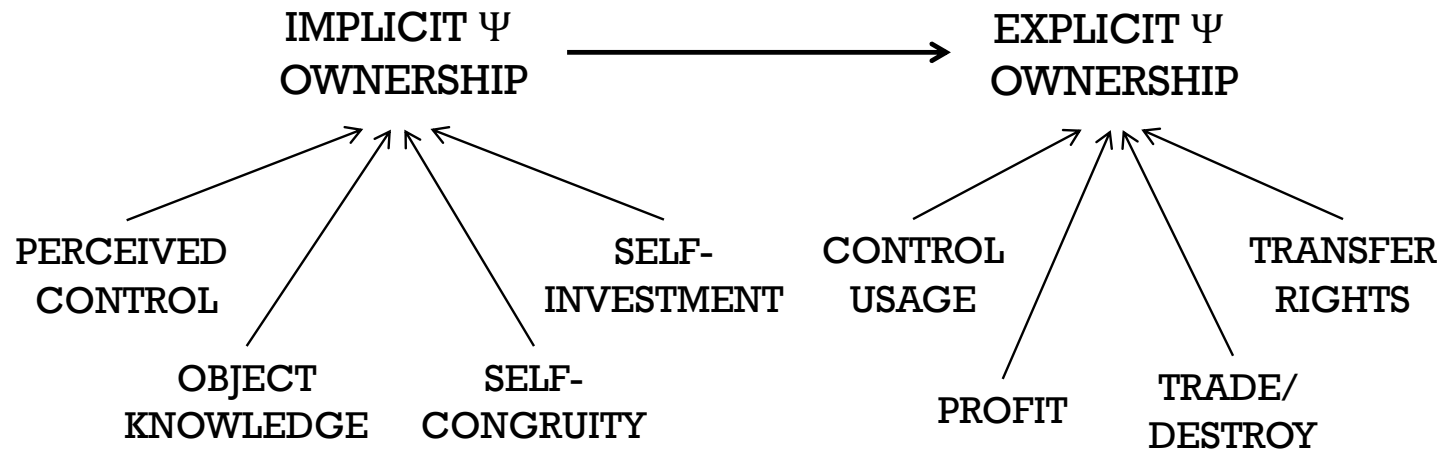 IMPLICIT Ψ
OWNERSHIP
EXPLICIT Ψ
OWNERSHIP
PERCEIVED
CONTROL
OBJECT
KNOWLEDGE
SELF-
CONGRUITY
SELF-
INVESTMENT
CONTROL
USAGE
PROFIT
TRADE/
DESTROY
TRANSFER
RIGHTS